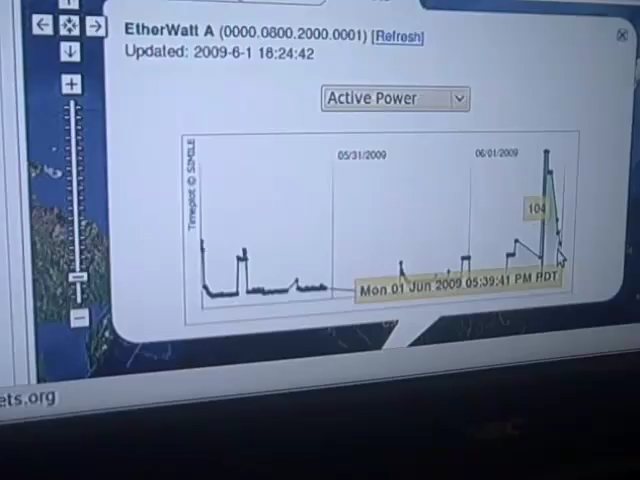 EtherWatt A (0000.0800.2000.0001) [Refresh]
Updated: 2009-6-1 18:24:42
Active Power
Timeplot © SIMILE
05/31/2009
06/01/2009
104
Mon 01 Jun 2009 05:39:41 PM PDT
ets.org